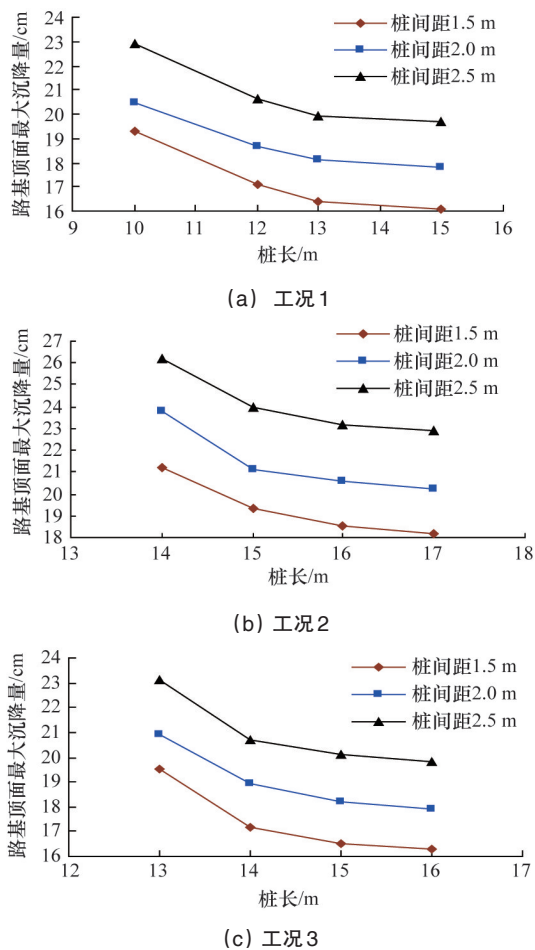 24
23
22
21
20
19
18
17
16
路基顶面最大沉降量/cm
桩间距1.5 m
桩间距2.0 m
桩间距2.5 m
9 10 11 12 13 14 15 16
桩长/m
(a) 工况1
27
26
25
24
23
22
21
20
19
18
路基顶面最大沉降量/cm
桩间距1.5 m
桩间距2.0 m
桩间距2.5 m
13 14 15 16 17 18
桩长/m
(b) 工况2
24
23
22
21
20
19
18
17
16
路基顶面最大沉降量/cm
桩间距1.5 m
桩间距2.0 m
桩间距2.5 m
12 13 14 15 16 17
桩长/m
(c) 工况3